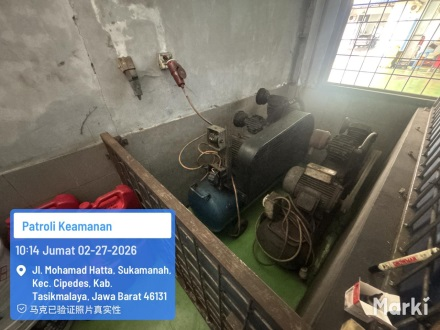 Patroli Keamanan
10:14 Jumat 02-27-2026
Jl. Mohamad Hatta, Sukamanah,
Kec. Cipedes, Kab.
Tasikmalaya, Jawa Barat 46131
马克已验证照片真实性
Marki